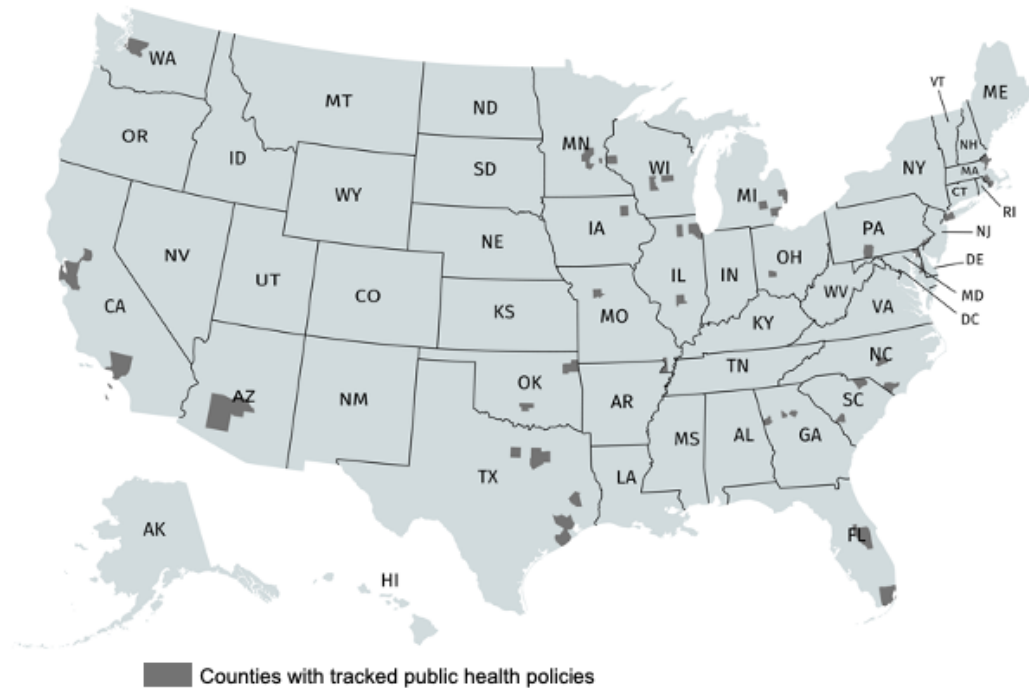 WA
MT
ND
MN
VT
ME
OR
ID
SD
WI
MI
NY
NH
MA
CT
RI
WY
IA
NE
PA
NJ
NV
UT
CO
IL
IN
OH
DE
CA
KS
MO
WV
VA
MD
DC
KY
AZ
NM
OK
AR
TN
NC
SC
TX
LA
MS
AL
GA
AK
HI
FL
Counties with tracked public health policies